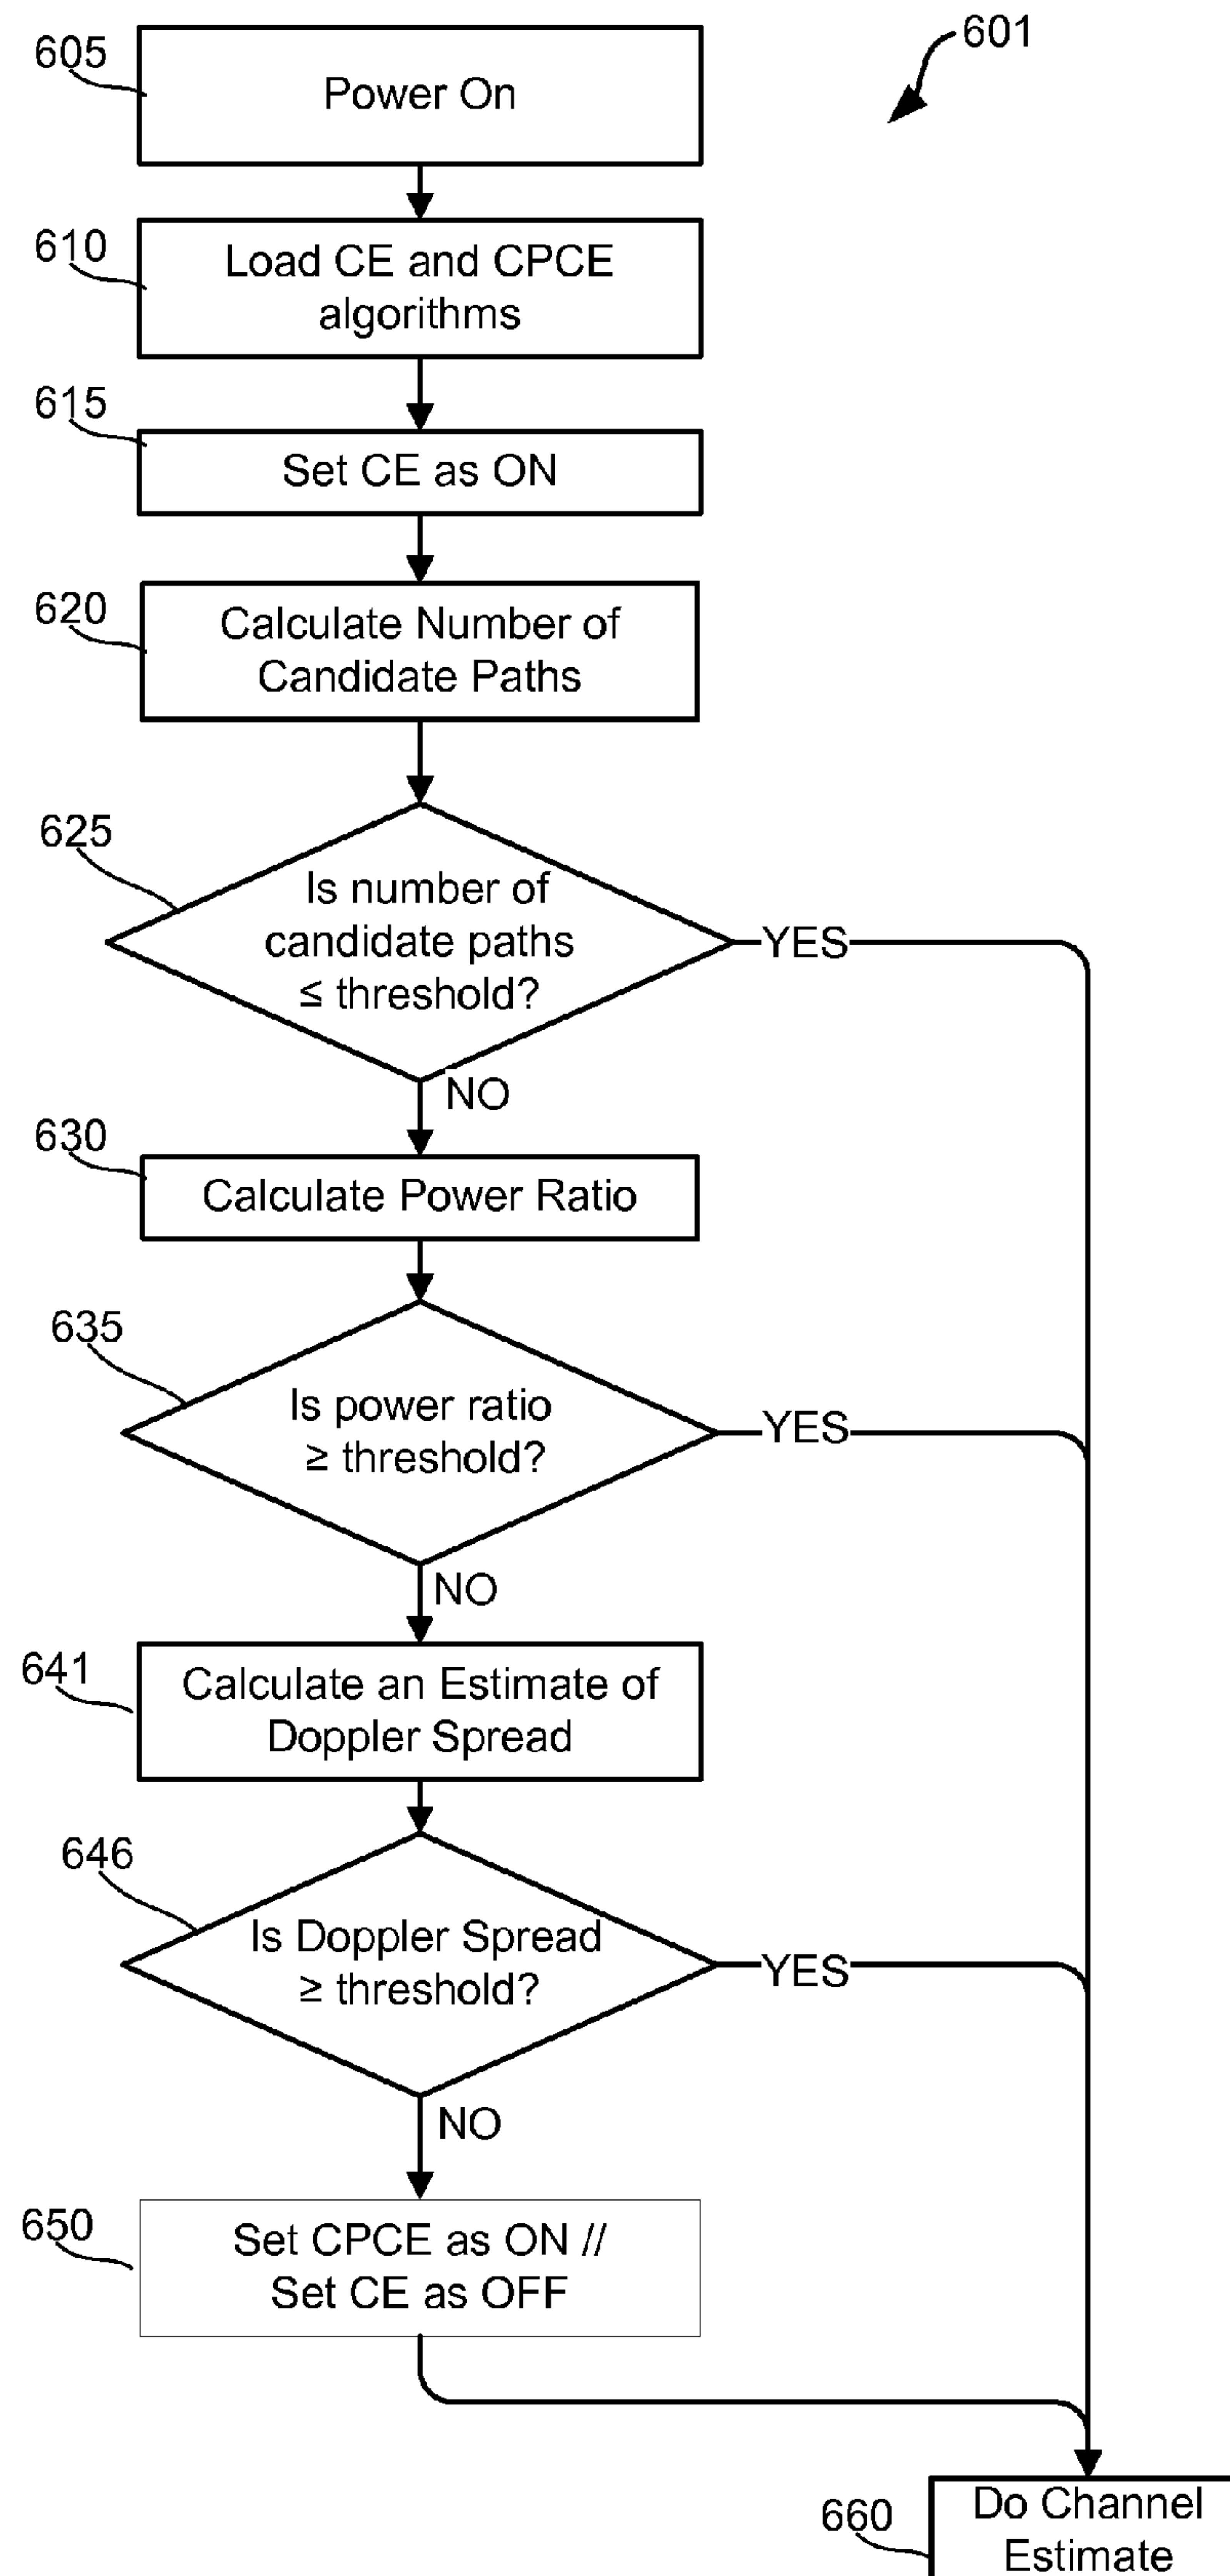 601
605
Power On
610
Load CE and CPCE
algorithms
615
Set CE as ON
620
Calculate Number of
Candidate Paths
625
Is number of
candidate paths
≤ threshold?
YES
NO
630
Calculate Power Ratio
635
Is power ratio
≥ threshold?
YES
NO
641
Calculate an Estimate of
Doppler Spread
646
Is Doppler Spread
≥ threshold?
YES
NO
650
Set CPCE as ON //
Set CE as OFF
660
Do Channel
Estimate